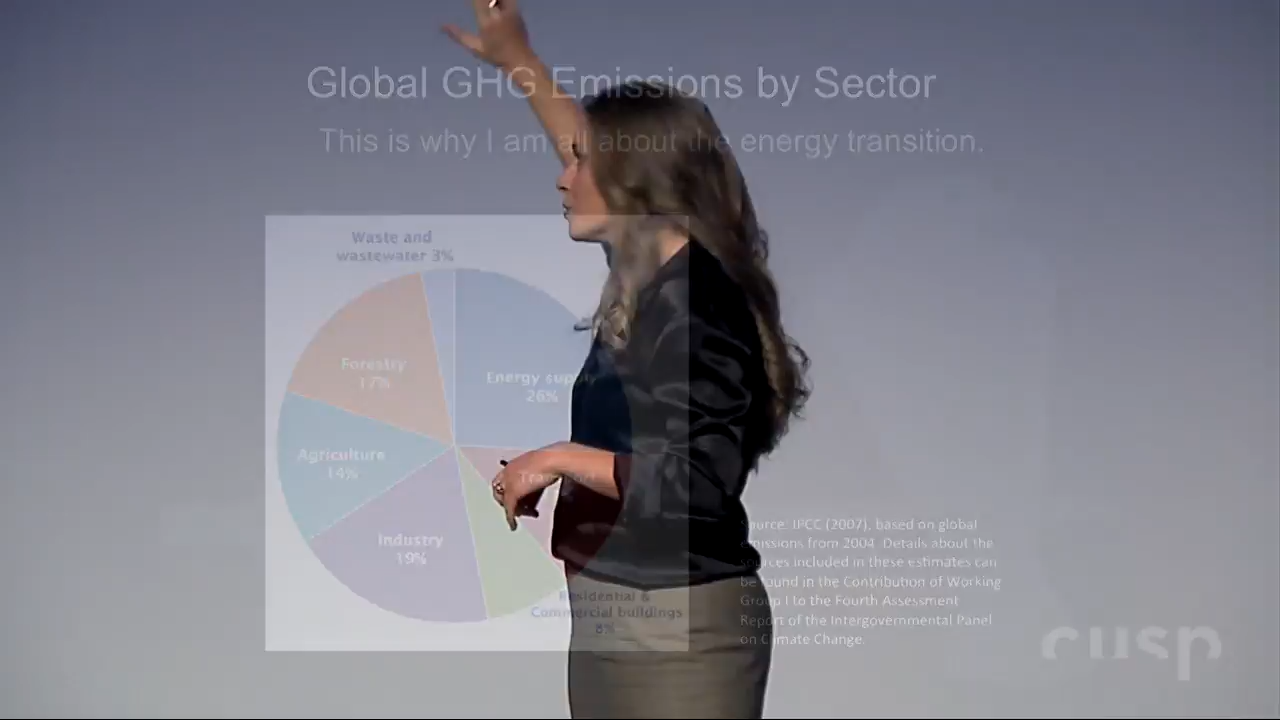 Global GHG Emissions by Sector
This is why I am all about the energy transition.
Waste and
wastewater 3%
Forestry
17%
Energy supply
26%
Agriculture
14%
Industry
19%
Residential &
Commercial buildings
8%
Source: IPCC (2007), based on global
emissions from 2004. Details about the
sources included in these estimates can
be found in the Contribution of Working
Group I to the Fourth Assessment
Report of the Intergovernmental Panel
on Climate Change.
cusp